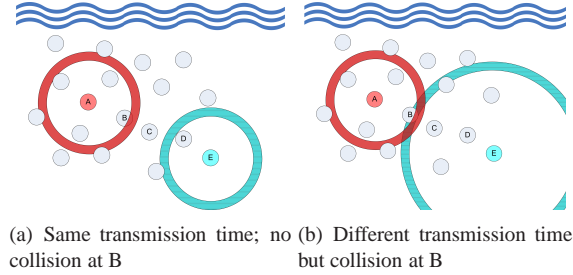 A
B
C
D
E
A
B
C
D
E
(a) Same transmission time; no
collision at B
(b) Different transmission time
but collision at B